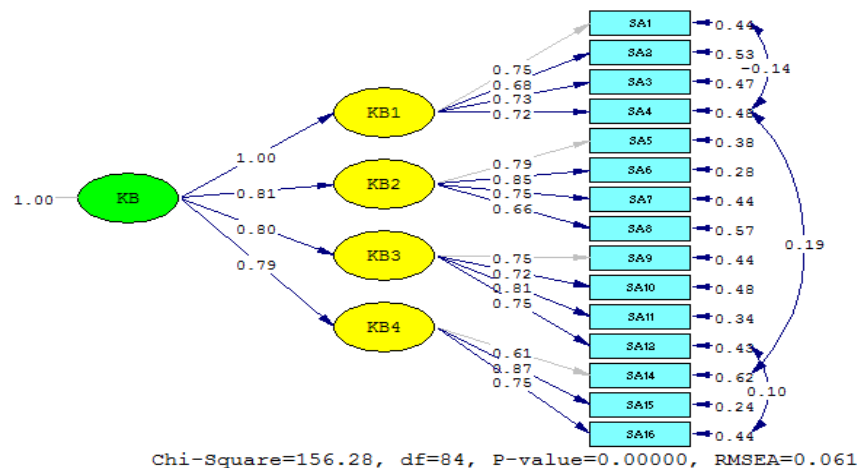 SA1 0.44
0.75 SA2 0.53
-0.14
0.68 SA3 0.47
0.73
KB1 0.72 SA4 0.48
SA5 0.38
1.00 0.79
0.85 SA6 0.28
KB2 0.75 SA7 0.44
1.00 KB 0.81 0.66
SA8 0.57
0.80 0.19
KB3 0.75 SA9 0.44
0.79 0.72
0.81 SA10 0.48
0.75 SA11 0.34
KB4 SA12 0.43
0.61 SA14 0.62
0.87 0.10
0.75 SA15 0.24
SA16 0.44
Chi-Square=156.28, df=84, P-value=0.00000, RMSEA=0.061